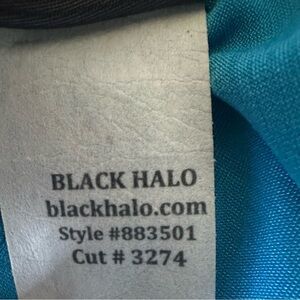 BLACK HALO
blackhalo.com
Style #883501
Cut # 3274